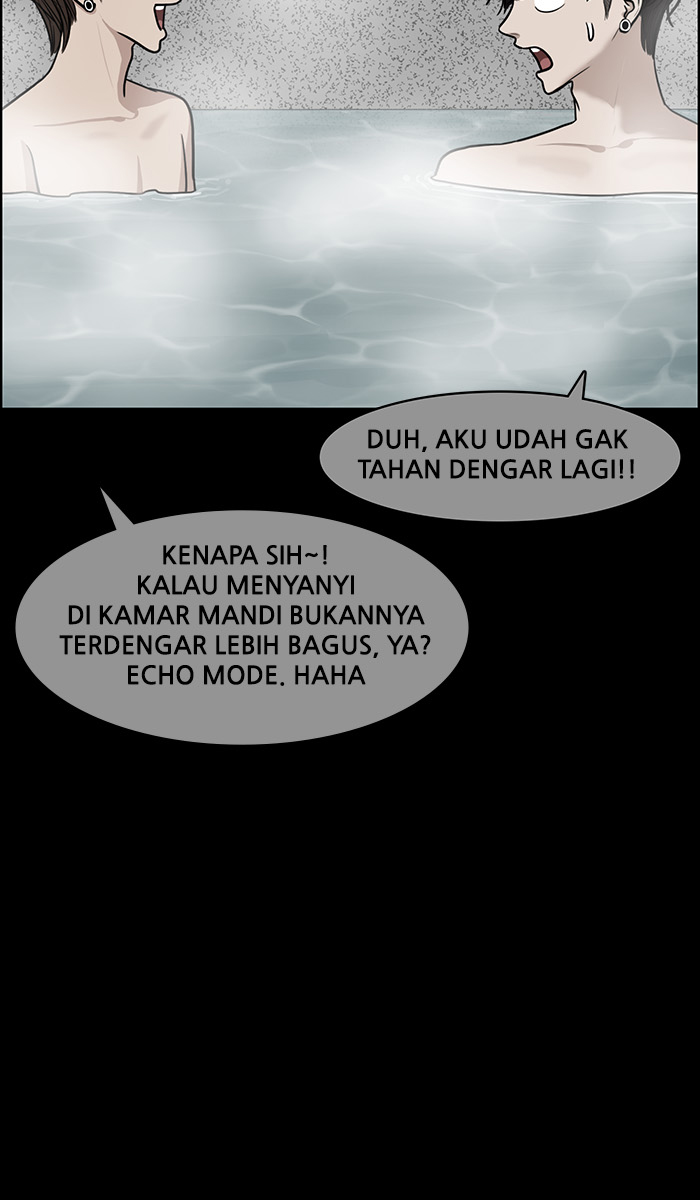 DUH, AKU UDAH GAK
TAHAN DENGAR LAGI!!
KENAPA SIH~!
KALAU MENYANYI
DI KAMAR MANDI BUKANNYA
TERDENGAR LEBIH BAGUS, YA?
ECHO MODE. HAHA